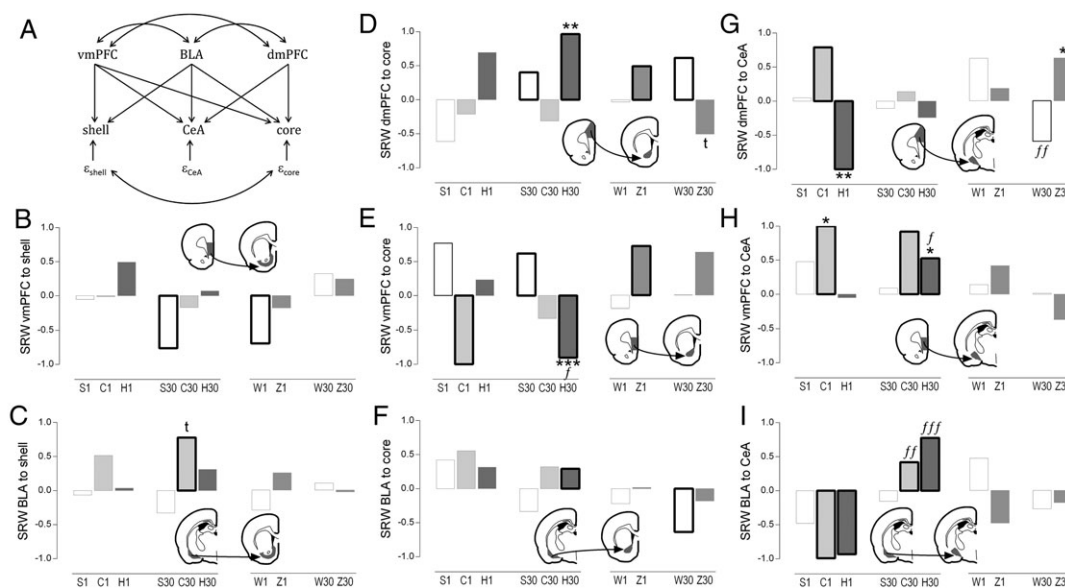 A
vmPFC BLA dmPFC
shell CeA core
εshell εCeA εcore
B
SRW vmPFC to shell
1.0
0.5
0.0
-0.5
-1.0
S1 C1 H1 S30 C30 H30 W1 Z1 W30 Z30
C
SRW BLA to shell
1.0
0.5
0.0
-0.5
-1.0
t
S1 C1 H1 S30 C30 H30 W1 Z1 W30 Z30
D
SRW dmPFC to core
1.0
0.5
0.0
-0.5
-1.0
**
t
S1 C1 H1 S30 C30 H30 W1 Z1 W30 Z30
E
SRW vmPFC to core
1.0
0.5
0.0
-0.5
-1.0
***
f
S1 C1 H1 S30 C30 H30 W1 Z1 W30 Z30
F
SRW BLA to core
1.0
0.5
0.0
-0.5
-1.0
S1 C1 H1 S30 C30 H30 W1 Z1 W30 Z30
G
SRW dmPFC to CeA
1.0
0.5
0.0
-0.5
-1.0
**
*
ff
S1 C1 H1 S30 C30 H30 W1 Z1 W30 Z30
H
SRW vmPFC to CeA
1.0
0.5
0.0
-0.5
-1.0
*
f
*
S1 C1 H1 S30 C30 H30 W1 Z1 W30 Z30
I
SRW BLA to CeA
1.0
0.5
0.0
-0.5
-1.0
ff
fff
S1 C1 H1 S30 C30 H30 W1 Z1 W30 Z30